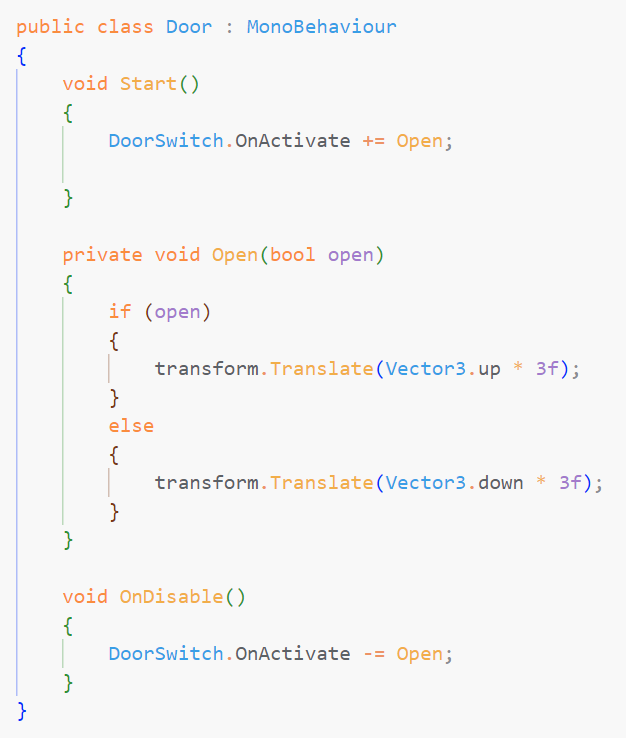 public class Door : MonoBehaviour
{
    void Start()
    {
        DoorSwitch.OnActivate += Open;

    }

    private void Open(bool open)
    {
        if (open)
        {
            transform.Translate(Vector3.up * 3f);
        }
        else
        {
            transform.Translate(Vector3.down * 3f);
        }
    }

    void OnDisable()
    {
        DoorSwitch.OnActivate -= Open;
    }
}